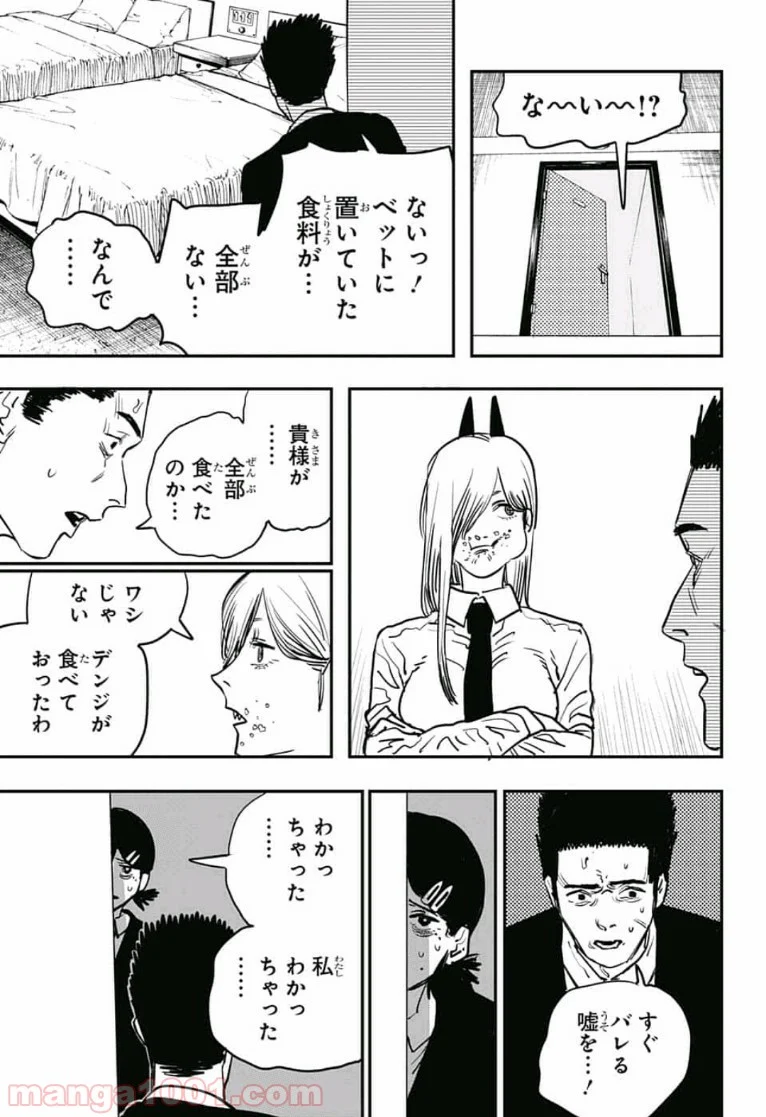 な〜い〜!?
ないっ!
ベットに
置いていた
食料が…
全部
ない…
なんで
……
貴様が
……
全部
食べた
のか…
ワシ
じゃ
ない
デンジが
食べて
おったわ
すぐ
バレる
嘘を…!
わかっ
ちゃった
……
私
わかっ
ちゃった
……
manga1001.com